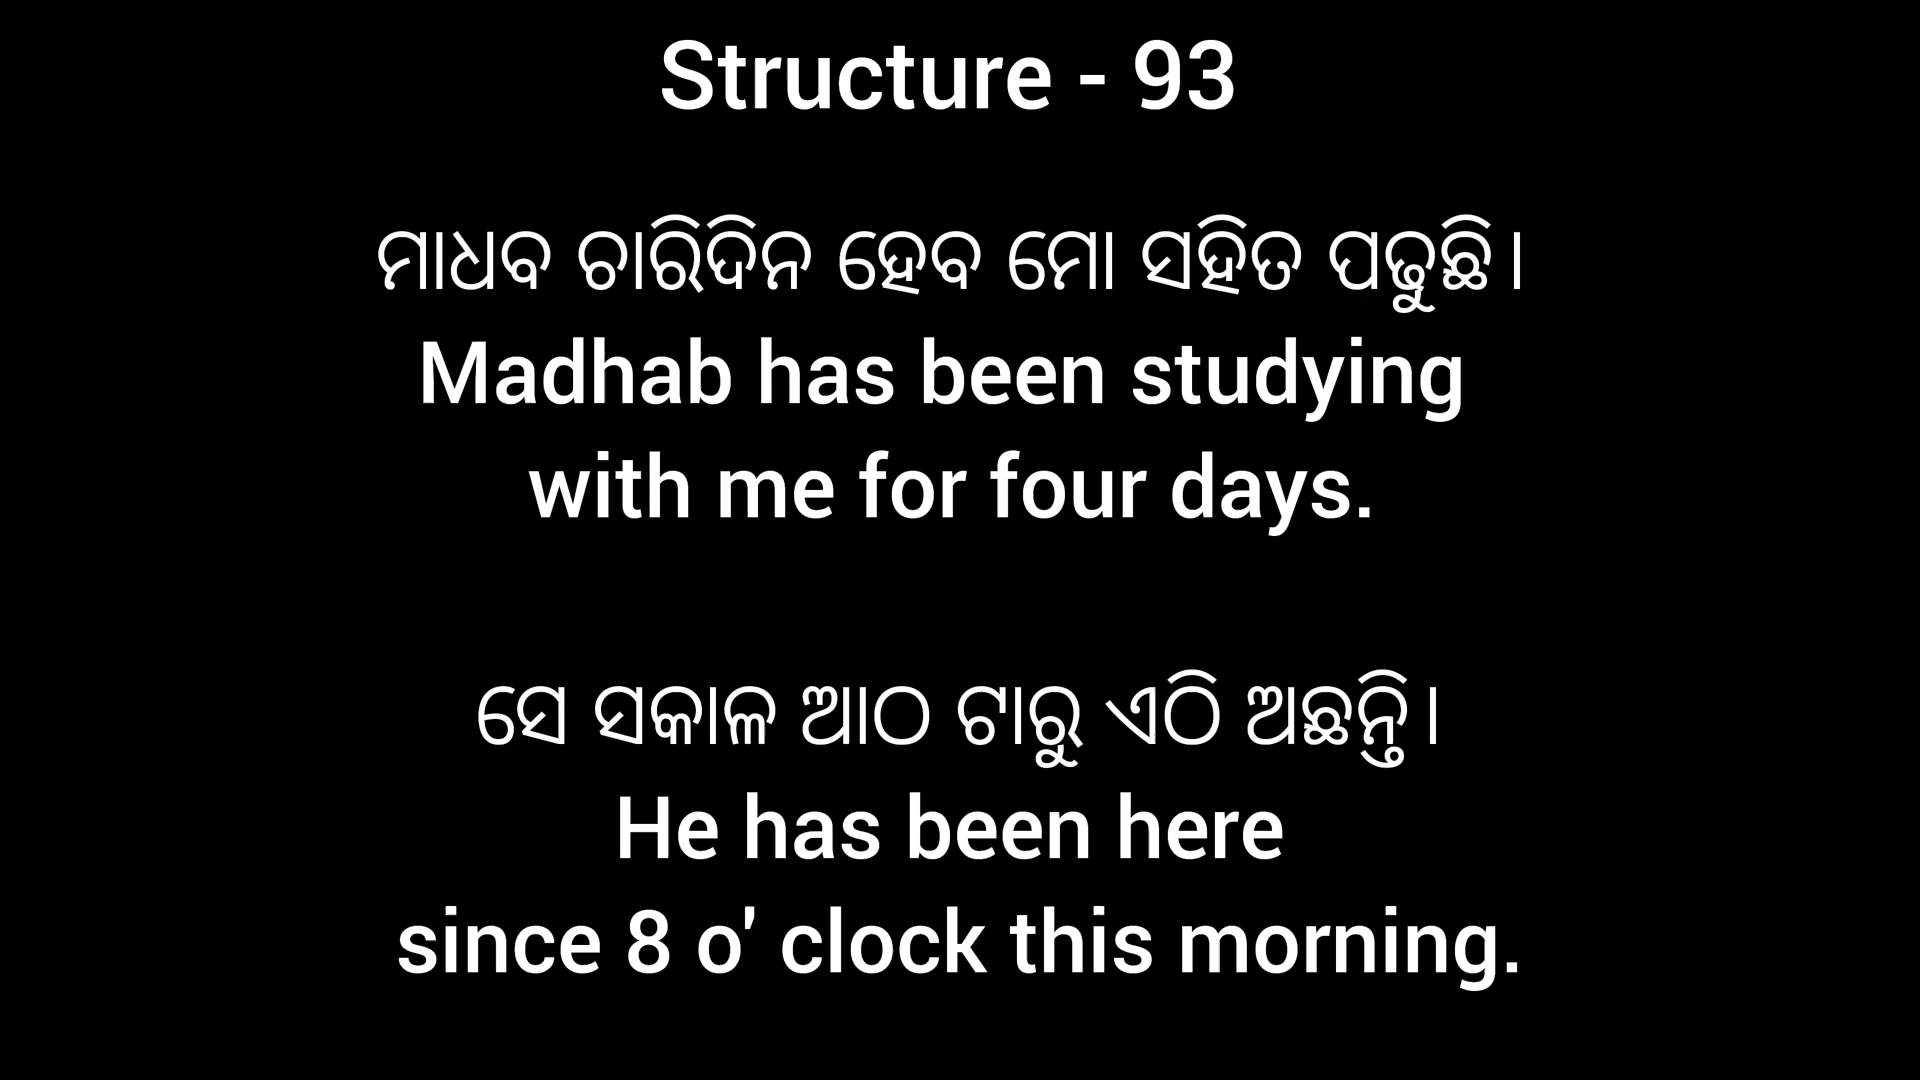 Structure - 93
ମାଧବ ଚାରିଦିନ ହେବ ମୋ ସହିତ ପଢୁଛି।
Madhab has been studying
with me for four days.
ସେ ସକାଳ ଆଠ ଟାରୁ ଏଠି ଅଛନ୍ତି।
He has been here
since 8 o' clock this morning.